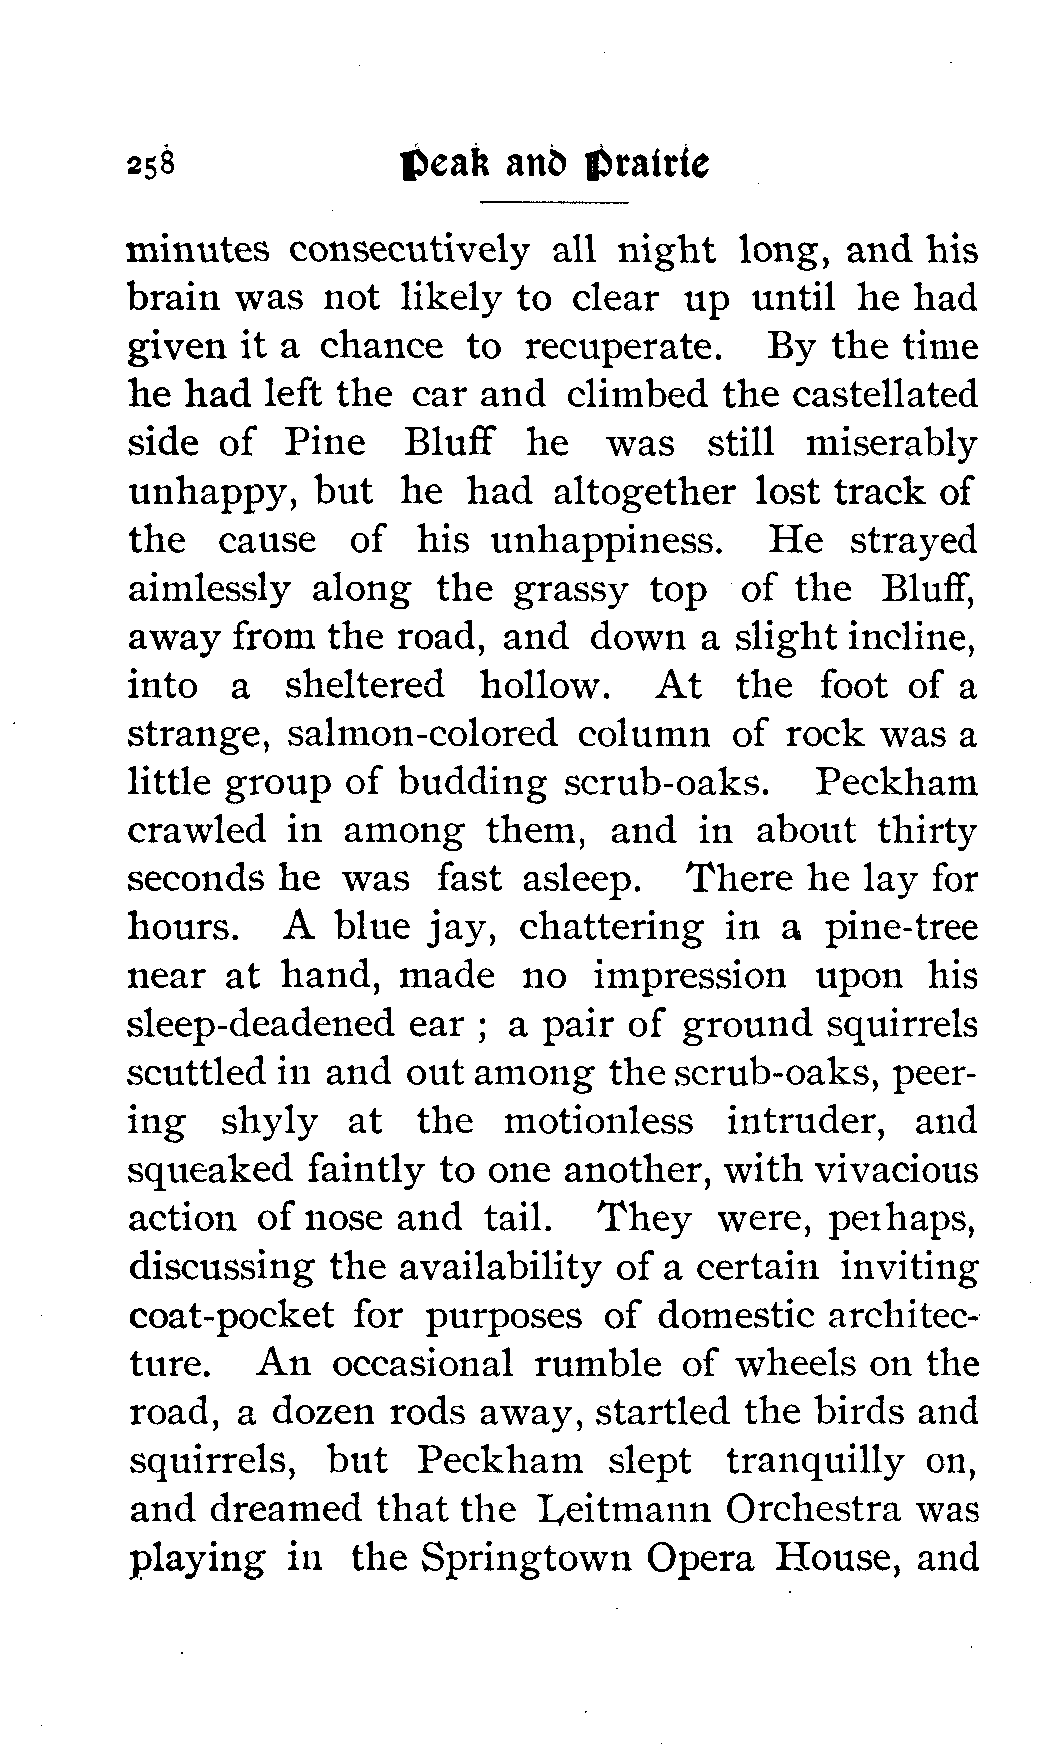 258 Peak and Prairie
minutes consecutively all night long, and his
brain was not likely to clear up until he had
given it a chance to recuperate. By the time
he had left the car and climbed the castellated
side of Pine Bluff he was still miserably
unhappy, but he had altogether lost track of
the cause of his unhappiness. He strayed
aimlessly along the grassy top of the Bluff,
away from the road, and down a slight incline,
into a sheltered hollow. At the foot of a
strange, salmon-colored column of rock was a
little group of budding scrub-oaks. Peckham
crawled in among them, and in about thirty
seconds he was fast asleep. There he lay for
hours. A blue jay, chattering in a pine-tree
near at hand, made no impression upon his
sleep-deadened ear ; a pair of ground squirrels
scuttled in and out among the scrub-oaks, peer-
ing shyly at the motionless intruder, and
squeaked faintly to one another, with vivacious
action of nose and tail. They were, perhaps,
discussing the availability of a certain inviting
coat-pocket for purposes of domestic architec-
ture. An occasional rumble of wheels on the
road, a dozen rods away, startled the birds and
squirrels, but Peckham slept tranquilly on,
and dreamed that the Leitmann Orchestra was
playing in the Springtown Opera House, and